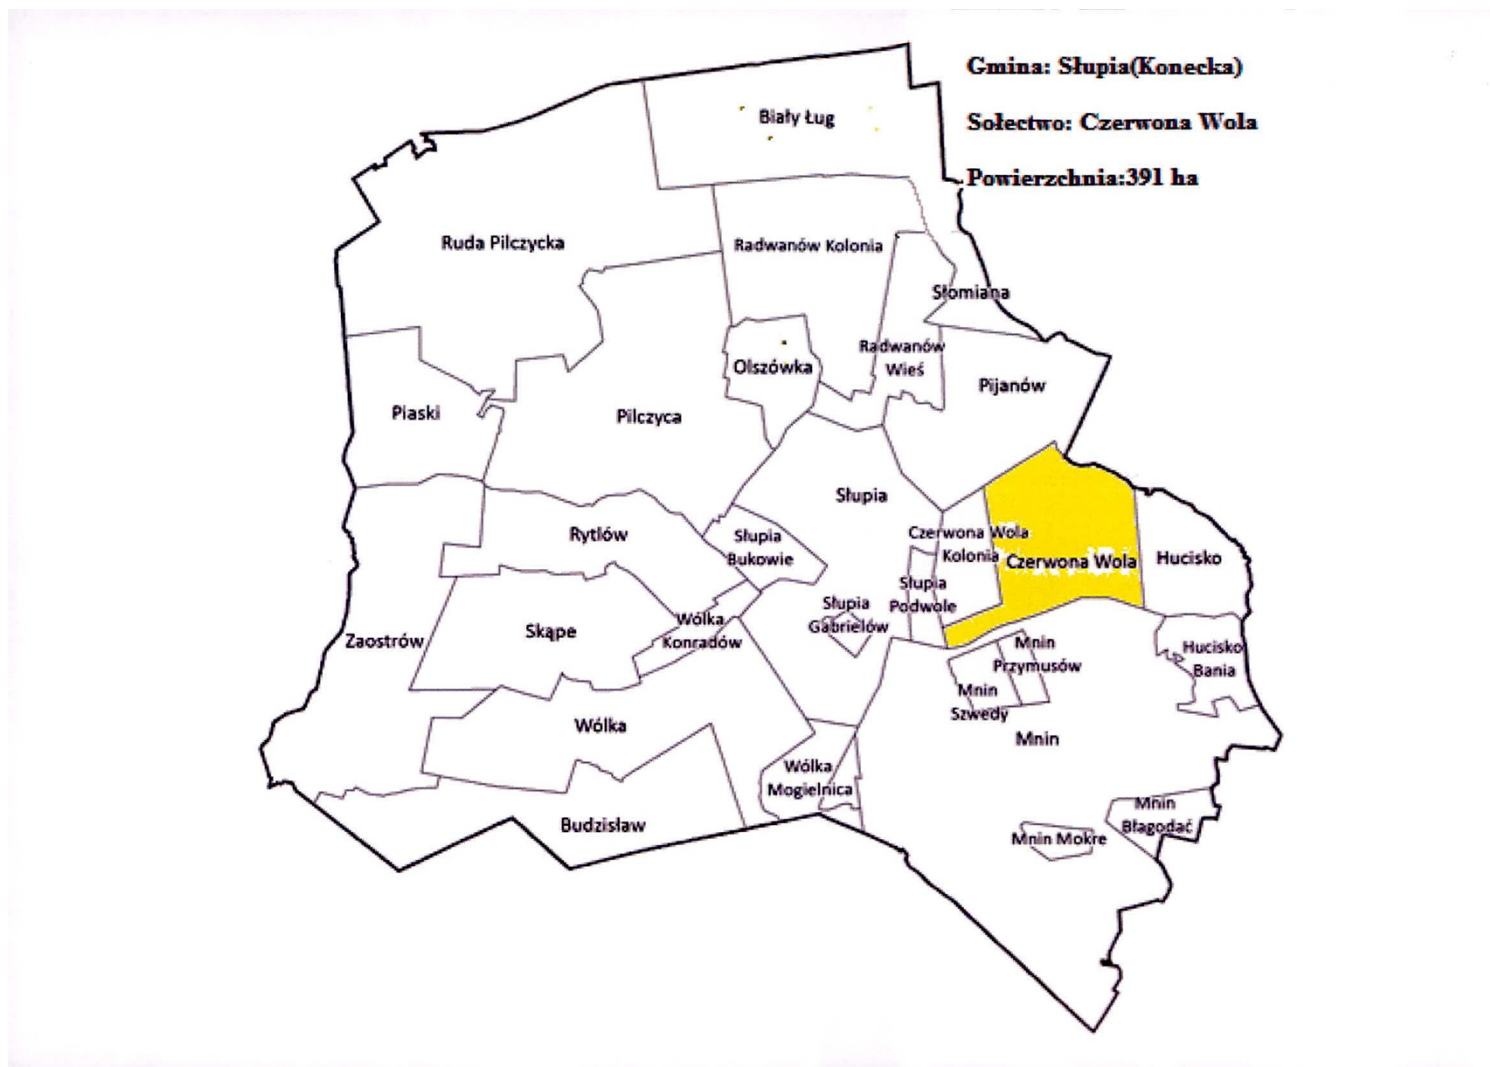 Gmina: Słupia(Konecka)
Sołectwo: Czerwona Wola
Powierzchnia:391 ha
Biały Ług
Ruda Pilczycka
Radwanów Kolonia
Słomiana
Radwanów
Wieś
Olszówka
Pijanów
Piaski
Pilczyca
Słupia
Rytlów
Słupia
Bukowie
Czerwona Wola
Kolonia
Czerwona Wola
Hucisko
Słupia
Podwole
Słupia
Gabrielów
Zaostrów
Skąpe
Wólka
Konradów
Mnin
Przymusów
Hucisko
Bania
Mnin
Szwedy
Wólka
Mnin
Wólka
Mogielnica
Mnin
Błagodać
Budzisław
Mnin Mokre